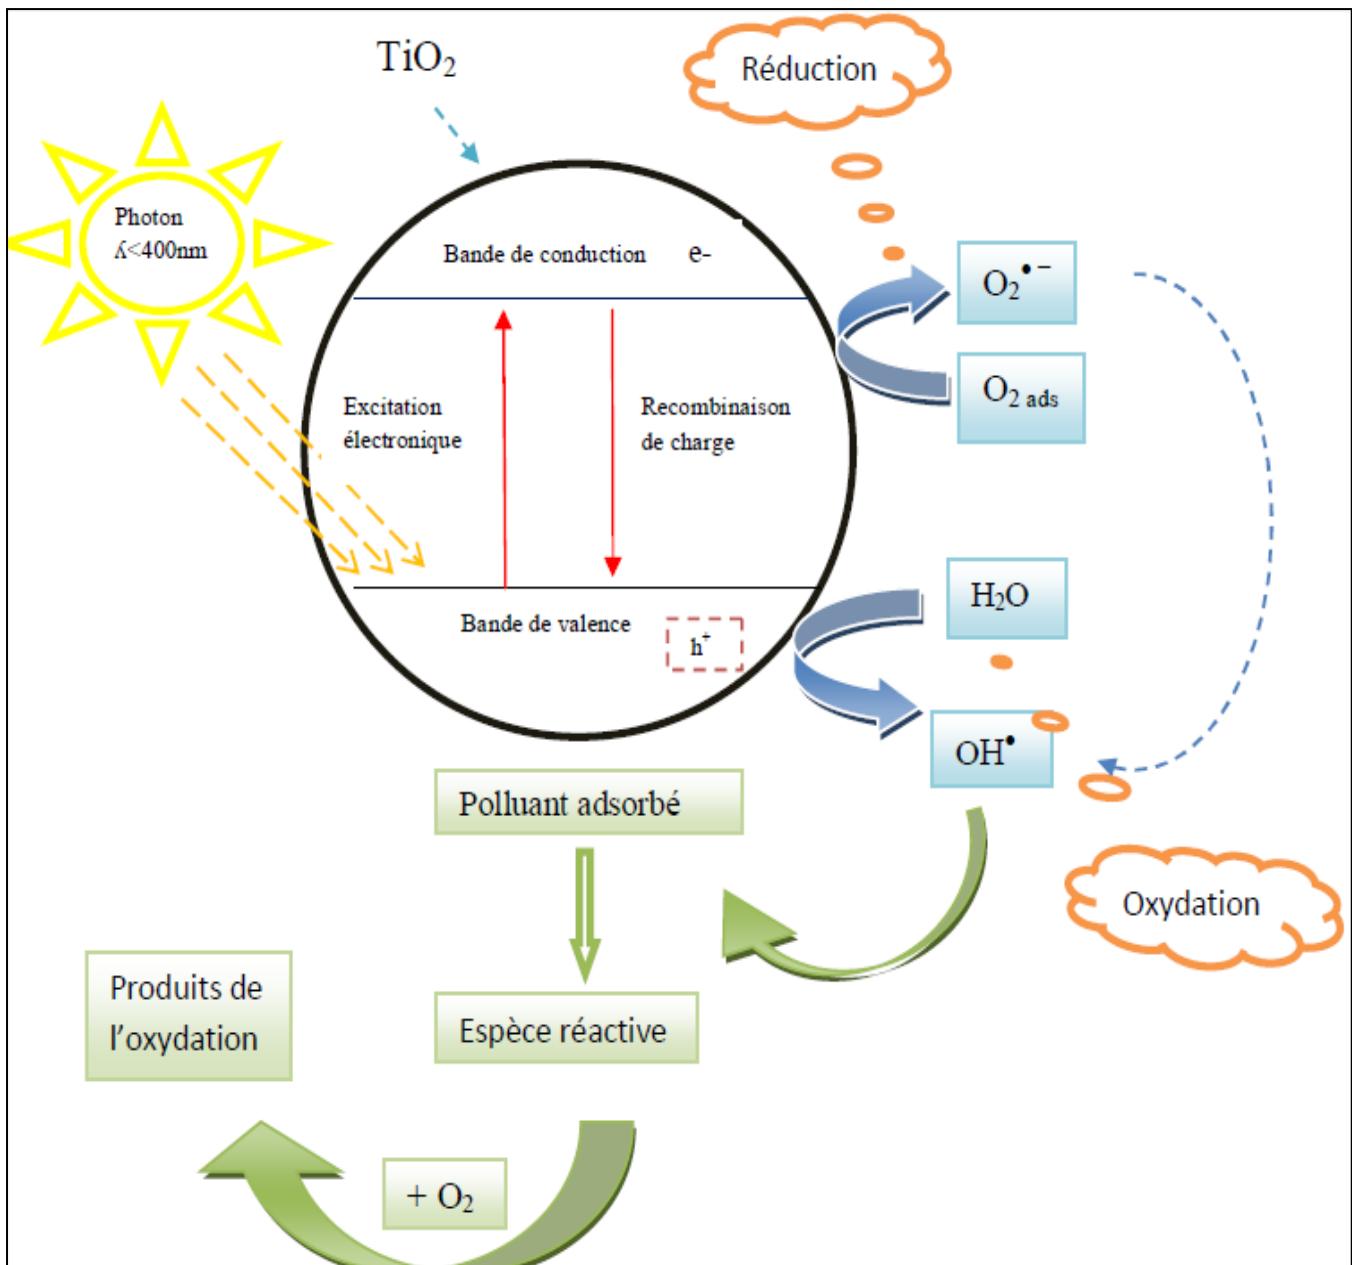 TiO₂
Réduction
Photon
ʎ<400nm
Bande de conduction e-
O₂•⁻
O₂ ads
Excitation
électronique
Recombinaison
de charge
H₂O
Bande de valence
h⁺
OH•
Polluant adsorbé
Oxydation
Produits de
l'oxydation
Espèce réactive
+ O₂